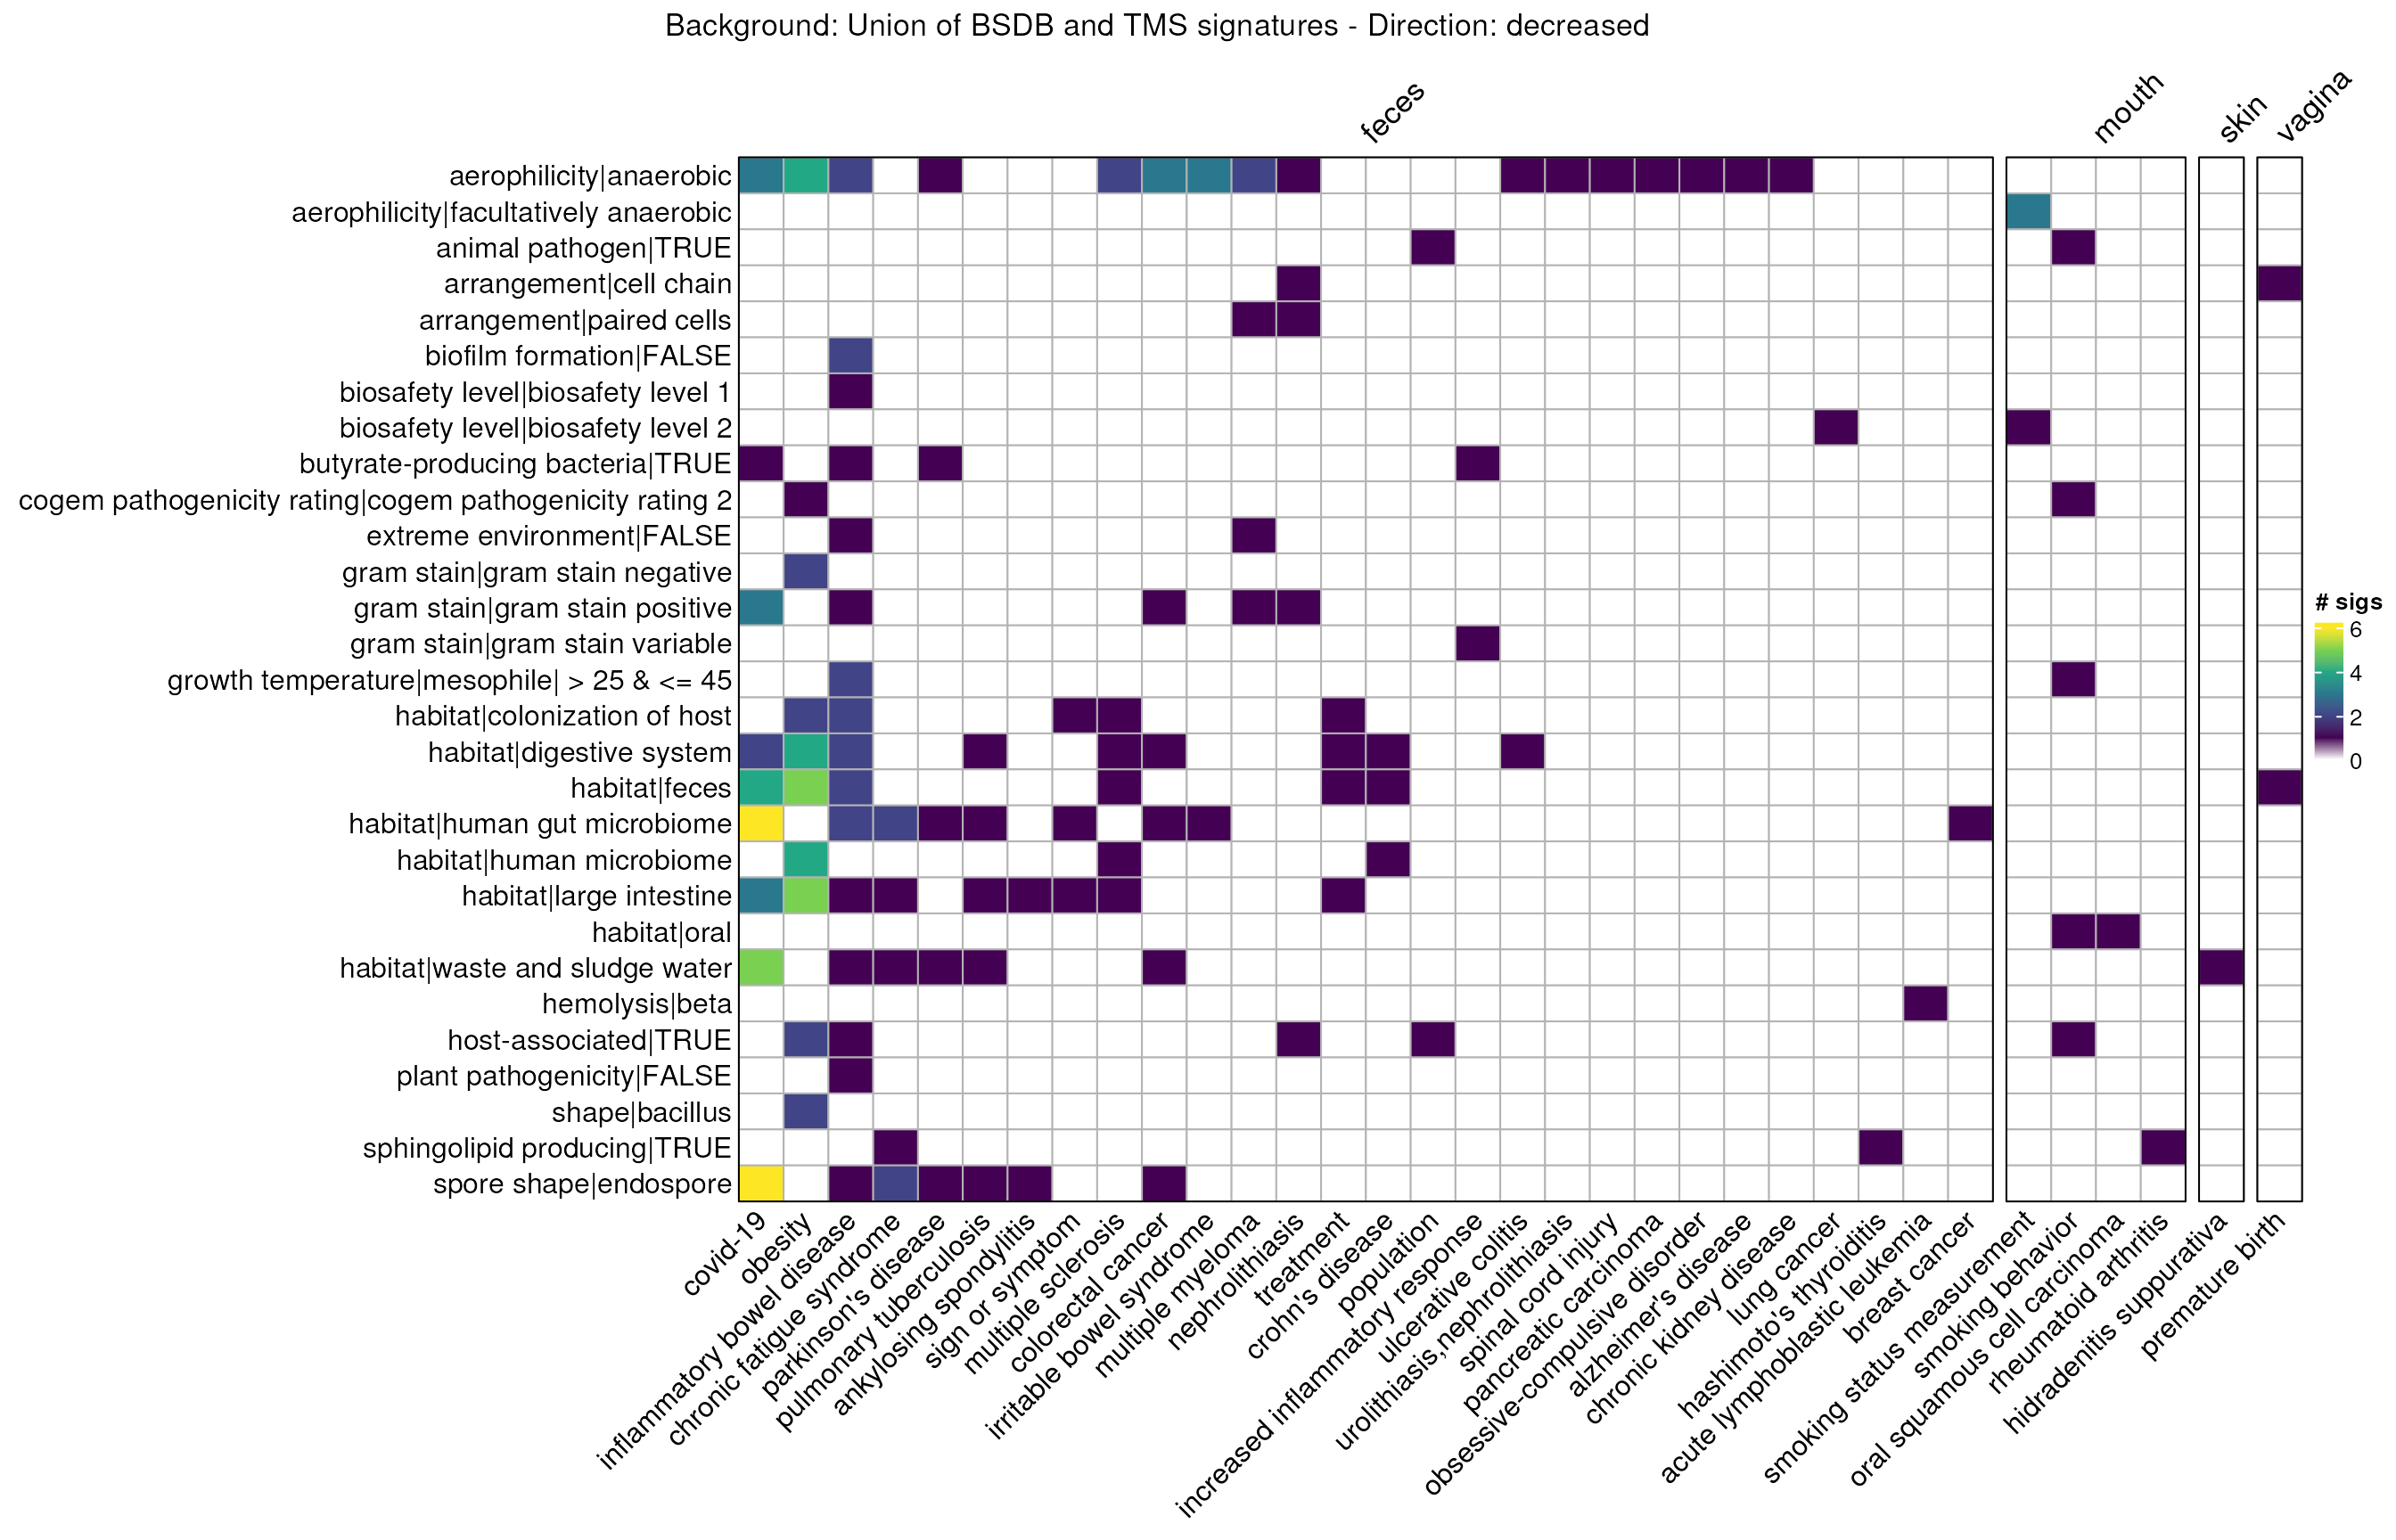 Background: Union of BSDB and TMS signatures - Direction: decreased
feces
mouth
skin
vagina
aerophilicity|anaerobic
aerophilicity|facultatively anaerobic
animal pathogen|TRUE
arrangement|cell chain
arrangement|paired cells
biofilm formation|FALSE
biosafety level|biosafety level 1
biosafety level|biosafety level 2
butyrate-producing bacteria|TRUE
cogem pathogenicity rating|cogem pathogenicity rating 2
extreme environment|FALSE
gram stain|gram stain negative
gram stain|gram stain positive
gram stain|gram stain variable
growth temperature|mesophile| > 25 & <= 45
habitat|colonization of host
habitat|digestive system
habitat|feces
habitat|human gut microbiome
habitat|human microbiome
habitat|large intestine
habitat|oral
habitat|waste and sludge water
hemolysis|beta
host-associated|TRUE
plant pathogenicity|FALSE
shape|bacillus
sphingolipid producing|TRUE
spore shape|endospore
# sigs
6
4
2
0
covid-19
obesity
inflammatory bowel disease
chronic fatigue syndrome
parkinson's disease
pulmonary tuberculosis
ankylosing spondylitis
sign or symptom
multiple sclerosis
colorectal cancer
irritable bowel syndrome
multiple myeloma
nephrolithiasis
treatment
crohn's disease
population
increased inflammatory response
ulcerative colitis
urolithiasis,nephrolithiasis
spinal cord injury
pancreatic carcinoma
obsessive-compulsive disorder
alzheimer's disease
chronic kidney disease
lung cancer
hashimoto's thyroiditis
acute lymphoblastic leukemia
breast cancer
smoking status measurement
smoking behavior
oral squamous cell carcinoma
rheumatoid arthritis
hidradenitis suppurativa
premature birth